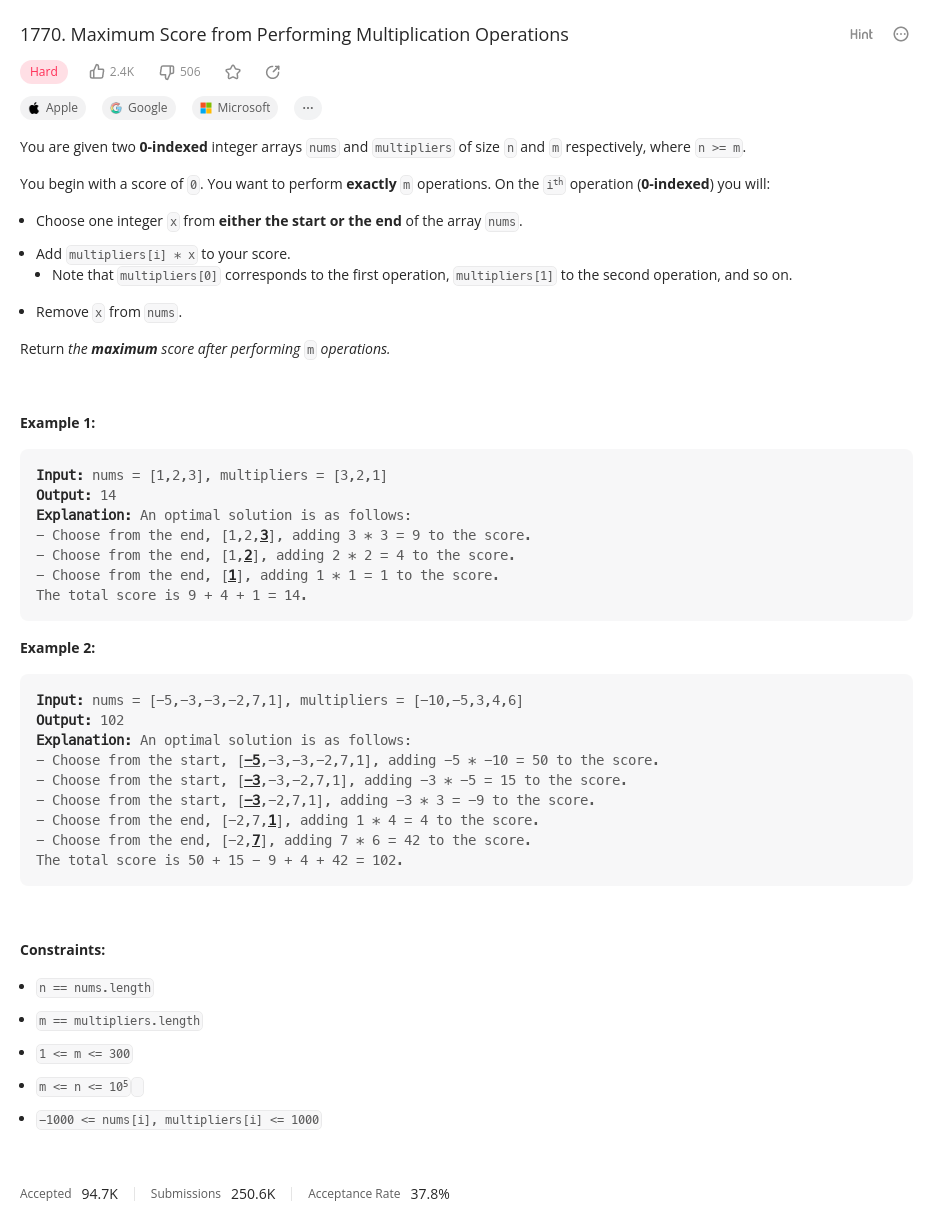 1770. Maximum Score from Performing Multiplication Operations
Hint
Hard 2.4K 506
Apple Google Microsoft ...
You are given two 0-indexed integer arrays nums and multipliers of size n and m respectively, where n >= m.
You begin with a score of 0. You want to perform exactly m operations. On the iᵗʰ operation (0-indexed) you will:
Choose one integer x from either the start or the end of the array nums.
Add multipliers[i] * x to your score.
Note that multipliers[0] corresponds to the first operation, multipliers[1] to the second operation, and so on.
Remove x from nums.
Return the maximum score after performing m operations.
Example 1:
Input: nums = [1,2,3], multipliers = [3,2,1]
Output: 14
Explanation: An optimal solution is as follows:
- Choose from the end, [1,2,3], adding 3 * 3 = 9 to the score.
- Choose from the end, [1,2], adding 2 * 2 = 4 to the score.
- Choose from the end, [1], adding 1 * 1 = 1 to the score.
The total score is 9 + 4 + 1 = 14.
Example 2:
Input: nums = [-5,-3,-3,-2,7,1], multipliers = [-10,-5,3,4,6]
Output: 102
Explanation: An optimal solution is as follows:
- Choose from the start, [-5,-3,-3,-2,7,1], adding -5 * -10 = 50 to the score.
- Choose from the start, [-3,-3,-2,7,1], adding -3 * -5 = 15 to the score.
- Choose from the start, [-3,-2,7,1], adding -3 * 3 = -9 to the score.
- Choose from the end, [-2,7,1], adding 1 * 4 = 4 to the score.
- Choose from the end, [-2,7], adding 7 * 6 = 42 to the score.
The total score is 50 + 15 - 9 + 4 + 42 = 102.
Constraints:
n == nums.length
m == multipliers.length
1 <= m <= 300
m <= n <= 10⁵
-1000 <= nums[i], multipliers[i] <= 1000
Accepted 94.7K Submissions 250.6K Acceptance Rate 37.8%